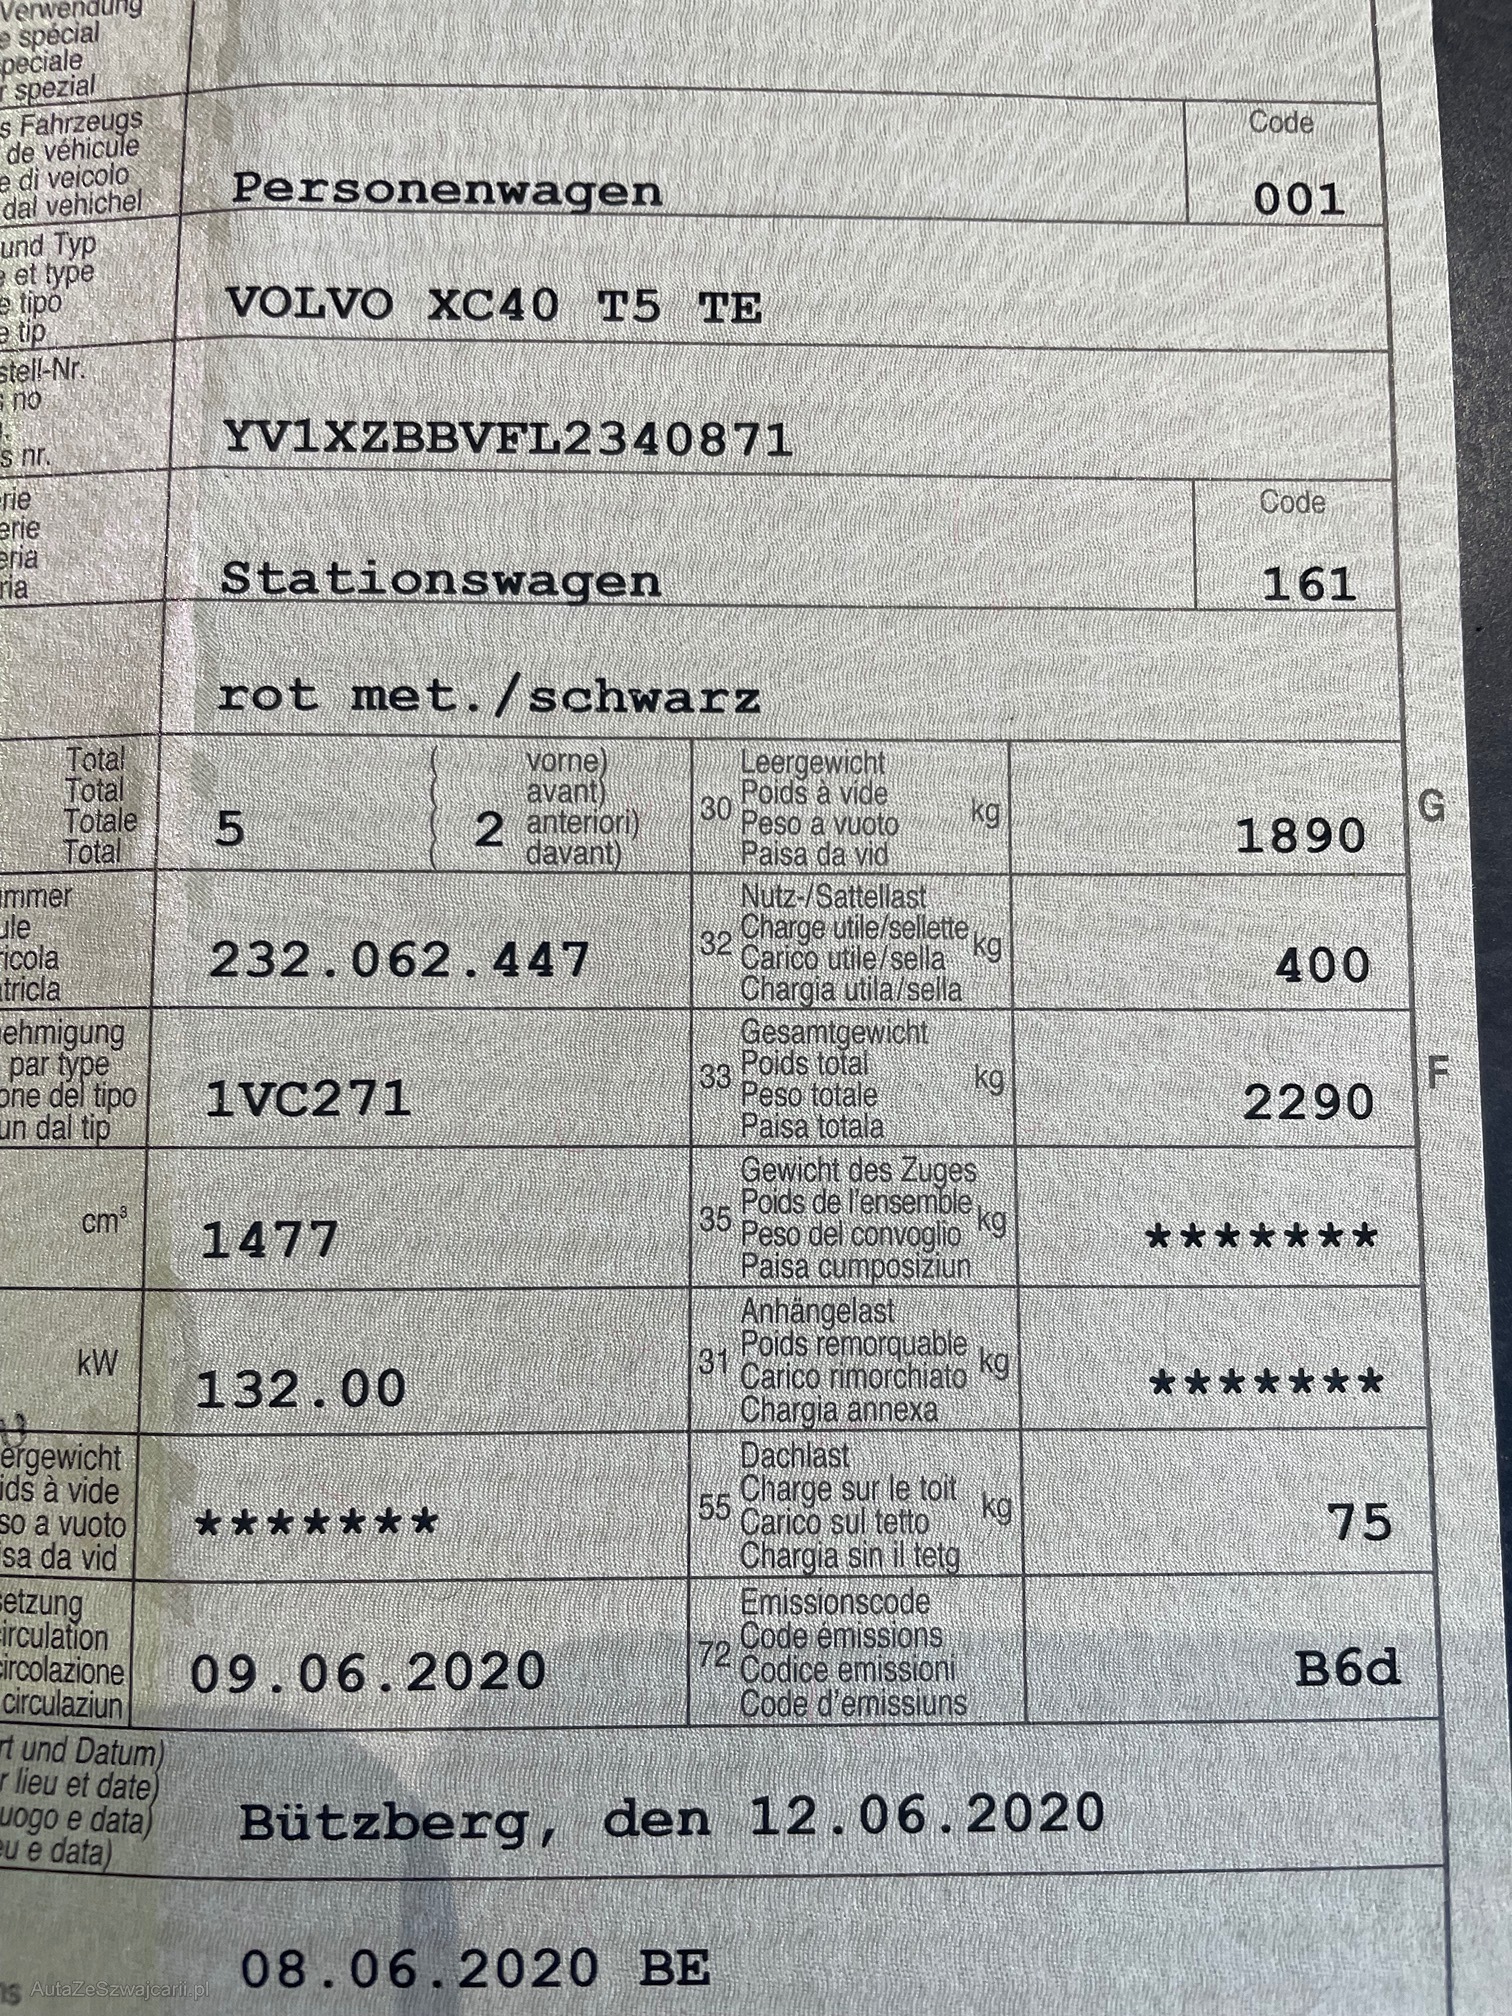 Verwendung
e spécial
peciale
r spezial
s Fahrzeugs
de véhicule
e di veicolo
dal vehichel
Personenwagen
Code
001
und Typ
e et type
e tipo
e tip
VOLVO XC40 T5 TE
stell-Nr.
s no
s nr.
YV1XZBBVFL2340871
rie
erie
eria
ria
Stationswagen
Code
161
rot met./schwarz
Total
Total
Totale
Total
5
( 2
vorne)
avant)
anteriori)
davant)
30
Leergewicht
Poids à vide
Peso a vuoto
Paisa da vid
kg
1890
G
ummer
ule
ricola
atricla
232.062.447
32
Nutz-/Sattellast
Charge utile/sellette
Carico utile/sella
Chargia utila/sella
kg
400
ehmigung
par type
one del tipo
un dal tip
1VC271
33
Gesamtgewicht
Poids total
Peso totale
Paisa totala
kg
2290
F
cm³
1477
35
Gewicht des Zuges
Poids de l'ensemble
Peso del convoglio
Paisa cumposiziun
kg
*******
kW
132.00
31
Anhängelast
Poids remorquable
Carico rimorchiato
Chargia annexa
kg
*******
ergewicht
ids à vide
so a vuoto
isa da vid
*******
55
Dachlast
Charge sur le toit
Carico sul tetto
Chargia sin il tetg
kg
75
setzung
circulation
circolazione
circulaziun
09.06.2020
72
Emissionscode
Code émissions
Codice emissioni
Code d'emissiuns
B6d
rt und Datum)
r lieu et date)
uogo e data)
eu e data)
Bützberg, den 12.06.2020
08.06.2020 BE
ns
AutaZeSzwajcarii.pl